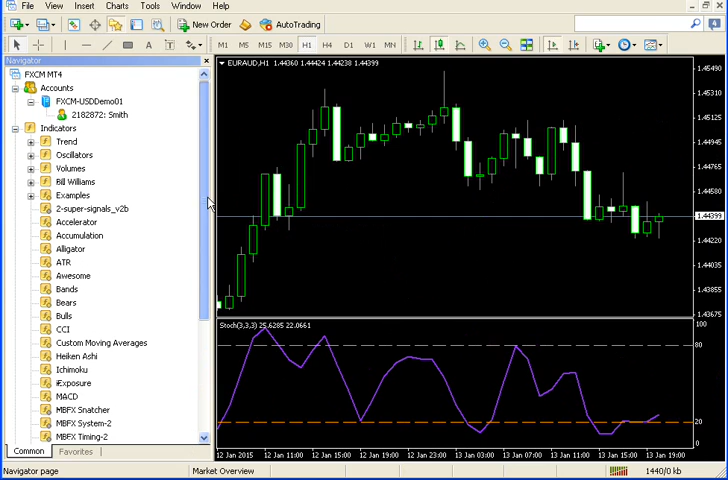 File View Insert Charts Tools Window Help
4
New Order AutoTrading
A T M1 M5 M15 M30 H1 H4 D1 W1 MN
Navigator
FXCM MT4
Accounts
FXCM-USDDemo01
2182872: Smith
Indicators
Trend
Oscillators
Volumes
Bill Williams
Examples
2-super-signals_v2b
Accelerator
Accumulation
Alligator
ATR
Awesome
Bands
Bears
Bulls
CCI
Custom Moving Averages
Heiken Ashi
Ichimoku
iExposure
MACD
MBFX Snatcher
MBFX System-2
MBFX Timing-2
Common Favorites
Navigator page
EURAUD,H1 1.44360 1.44424 1.44238 1.44399
1.45490
1.45310
1.45125
1.44945
1.44765
1.44580
1.44399
1.44220
1.44035
1.43855
1.43675
Stoch(3,3,3) 25.6285 22.0661
100
80
20
0
12 Jan 2015 12 Jan 11:00 12 Jan 15:00 12 Jan 19:00 12 Jan 23:00 13 Jan 03:00 13 Jan 07:00 13 Jan 11:00 13 Jan 15:00 13 Jan 19:00
Market Overview
1440/0 kb